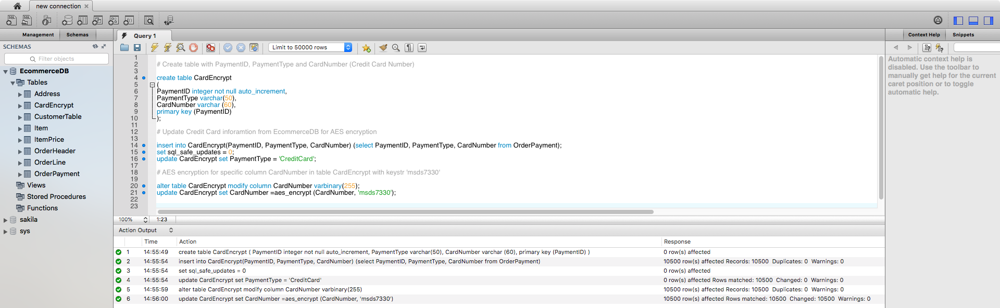 new connection
Management
Schemas
SCHEMAS
Filter objects
EcommerceDB
Tables
Address
CardEncrypt
CustomerTable
Item
ItemPrice
OrderHeader
OrderLine
OrderPayment
Views
Stored Procedures
Functions
sakila
sys
Query 1
Limit to 50000 rows
1
2 # Create table with PaymentID, PaymentType and CardNumber (Credit Card Number)
3
4 create table CardEncrypt
5 (
6 PaymentID integer not null auto_increment,
7 PaymentType varchar(50),
8 CardNumber varchar (60),
9 primary key (PaymentID)
10 );
11
12 # Update Credit Card inforamtion from EcommerceDB for AES encryption
13
14 insert into CardEncrypt(PaymentID, PaymentType, CardNumber) (select PaymentID, PaymentType, CardNumber from OrderPayment);
15 set sql_safe_updates = 0;
16 update CardEncrypt set PaymentType = 'CreditCard';
17
18 # AES encryption for specific column CardNumber in table CardEncrypt with keystr 'msds7330'
19
20 alter table CardEncrypt modify column CardNumber varbinary(255);
21 update CardEncrypt set CardNumber =aes_encrypt (CardNumber, 'msds7330');
22
23
100% 1:23
Action Output
Time Action Response
1 14:55:49 create table CardEncrypt ( PaymentID integer not null auto_increment, PaymentType varchar(50), CardNumber varchar (60), primary key (PaymentID) ) 0 row(s) affected
2 14:55:54 insert into CardEncrypt(PaymentID, PaymentType, CardNumber) (select PaymentID, PaymentType, CardNumber from OrderPayment) 10500 row(s) affected Records: 10500 Duplicates: 0 Warnings: 0
3 14:55:54 set sql_safe_updates = 0 0 row(s) affected
4 14:55:54 update CardEncrypt set PaymentType = 'CreditCard' 0 row(s) affected Rows matched: 10500 Changed: 0 Warnings: 0
5 14:55:59 alter table CardEncrypt modify column CardNumber varbinary(255) 10500 row(s) affected Records: 10500 Duplicates: 0 Warnings: 0
6 14:56:00 update CardEncrypt set CardNumber =aes_encrypt (CardNumber, 'msds7330') 10500 row(s) affected Rows matched: 10500 Changed: 10500 Warnings: 0
Context Help
Snippets
Automatic context help is
disabled. Use the toolbar to
manually get help for the current
caret position or to toggle
automatic help.